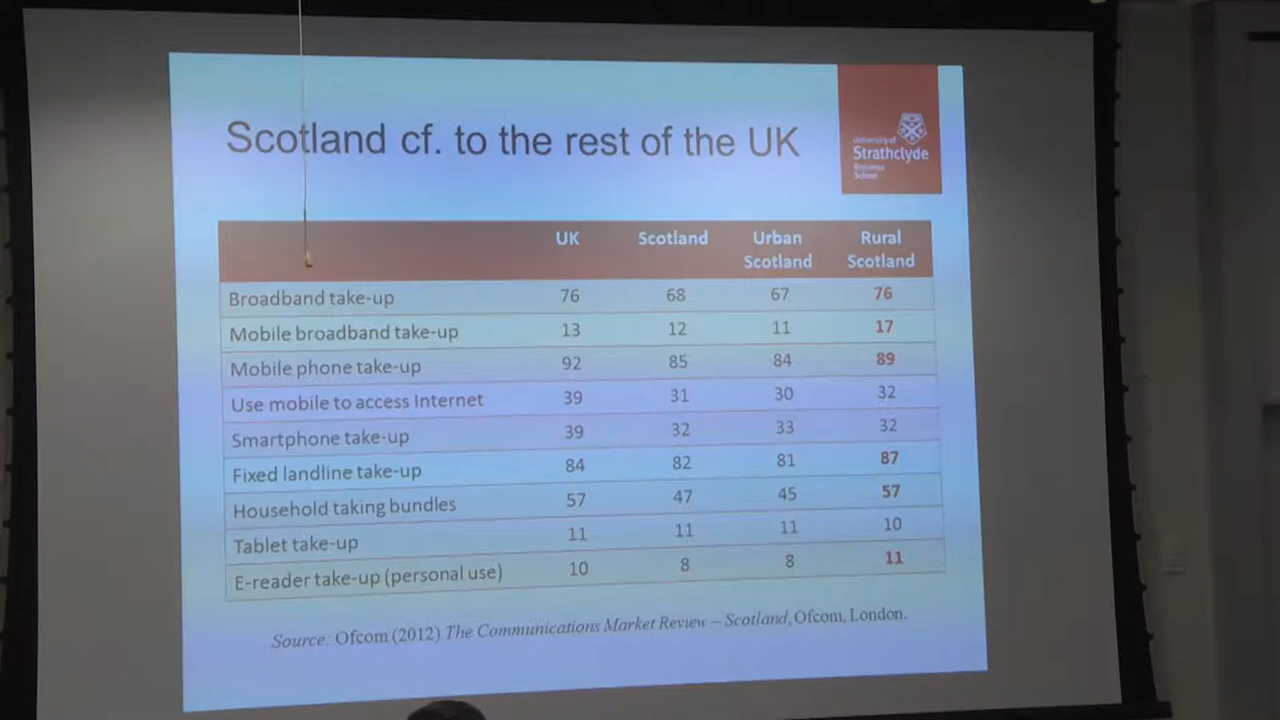 Scotland cf. to the rest of the UK
University of
Strathclyde
Business
School
UK Scotland Urban Scotland Rural Scotland
Broadband take-up 76 68 67 76
Mobile broadband take-up 13 12 11 17
Mobile phone take-up 92 85 84 89
Use mobile to access Internet 39 31 30 32
Smartphone take-up 39 32 33 32
Fixed landline take-up 84 82 81 87
Household taking bundles 57 47 45 57
Tablet take-up 11 11 11 10
E-reader take-up (personal use) 10 8 8 11
Source: Ofcom (2012) The Communications Market Review – Scotland, Ofcom, London.